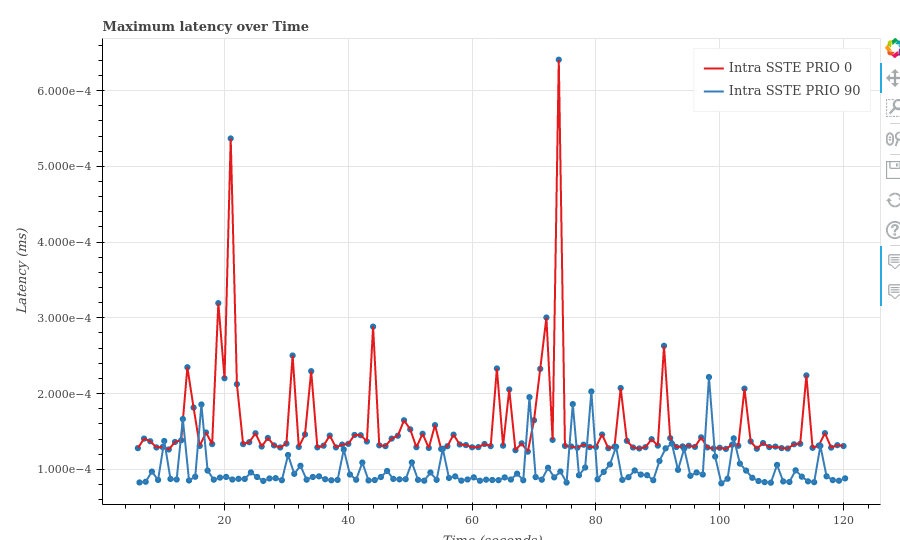 Maximum latency over Time
Intra SSTE PRIO 0
Intra SSTE PRIO 90
6.000e−4
5.000e−4
4.000e−4
3.000e−4
2.000e−4
1.000e−4
Latency (ms)
20
40
60
80
100
120
Time (seconds)